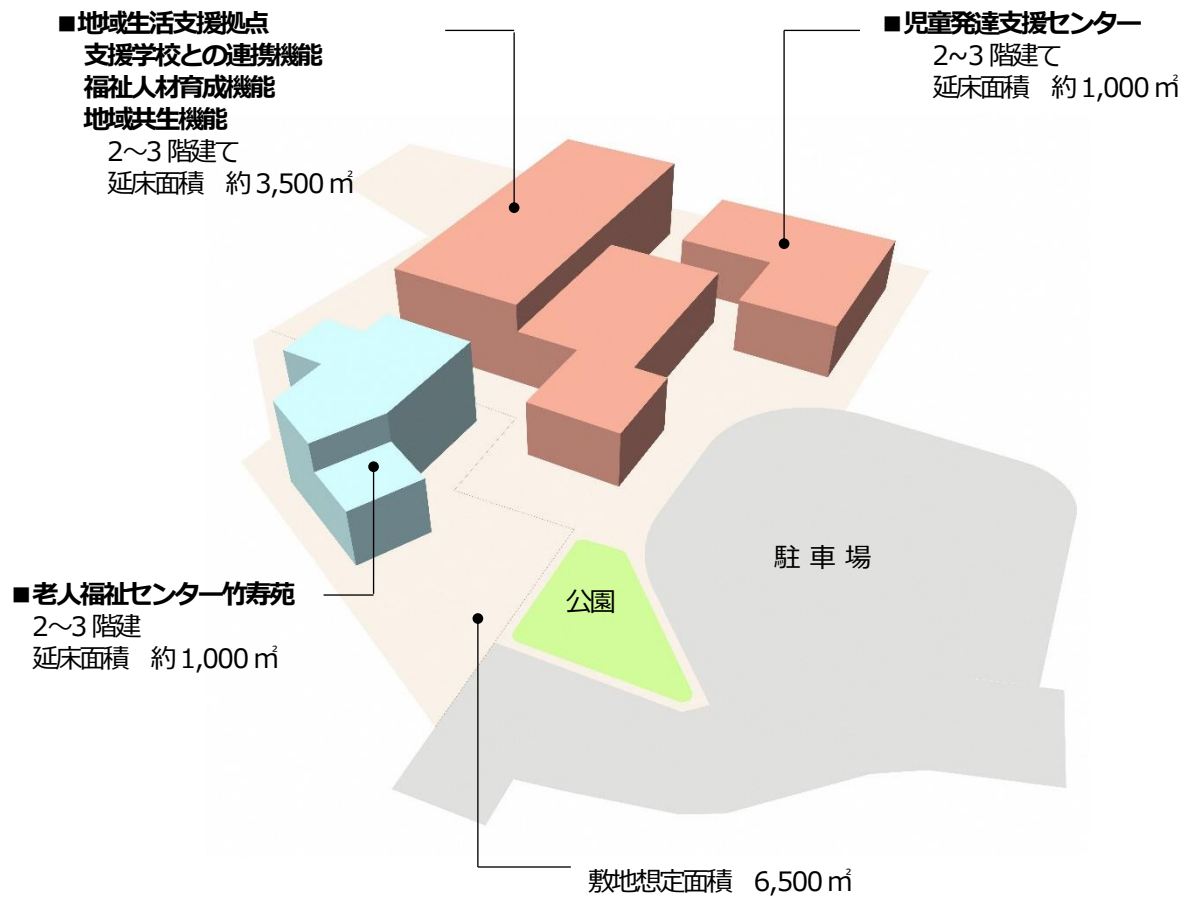 ■地域生活支援拠点
支援学校との連携機能
福祉人材育成機能
地域共生機能
2～3 階建て
延床面積　約 3,500 ㎡
■児童発達支援センター
2~3 階建て
延床面積　約 1,000 ㎡
駐 車 場
公園
■老人福祉センター竹寿苑
2～3 階建
延床面積　約 1,000 ㎡
敷地想定面積　6,500 ㎡